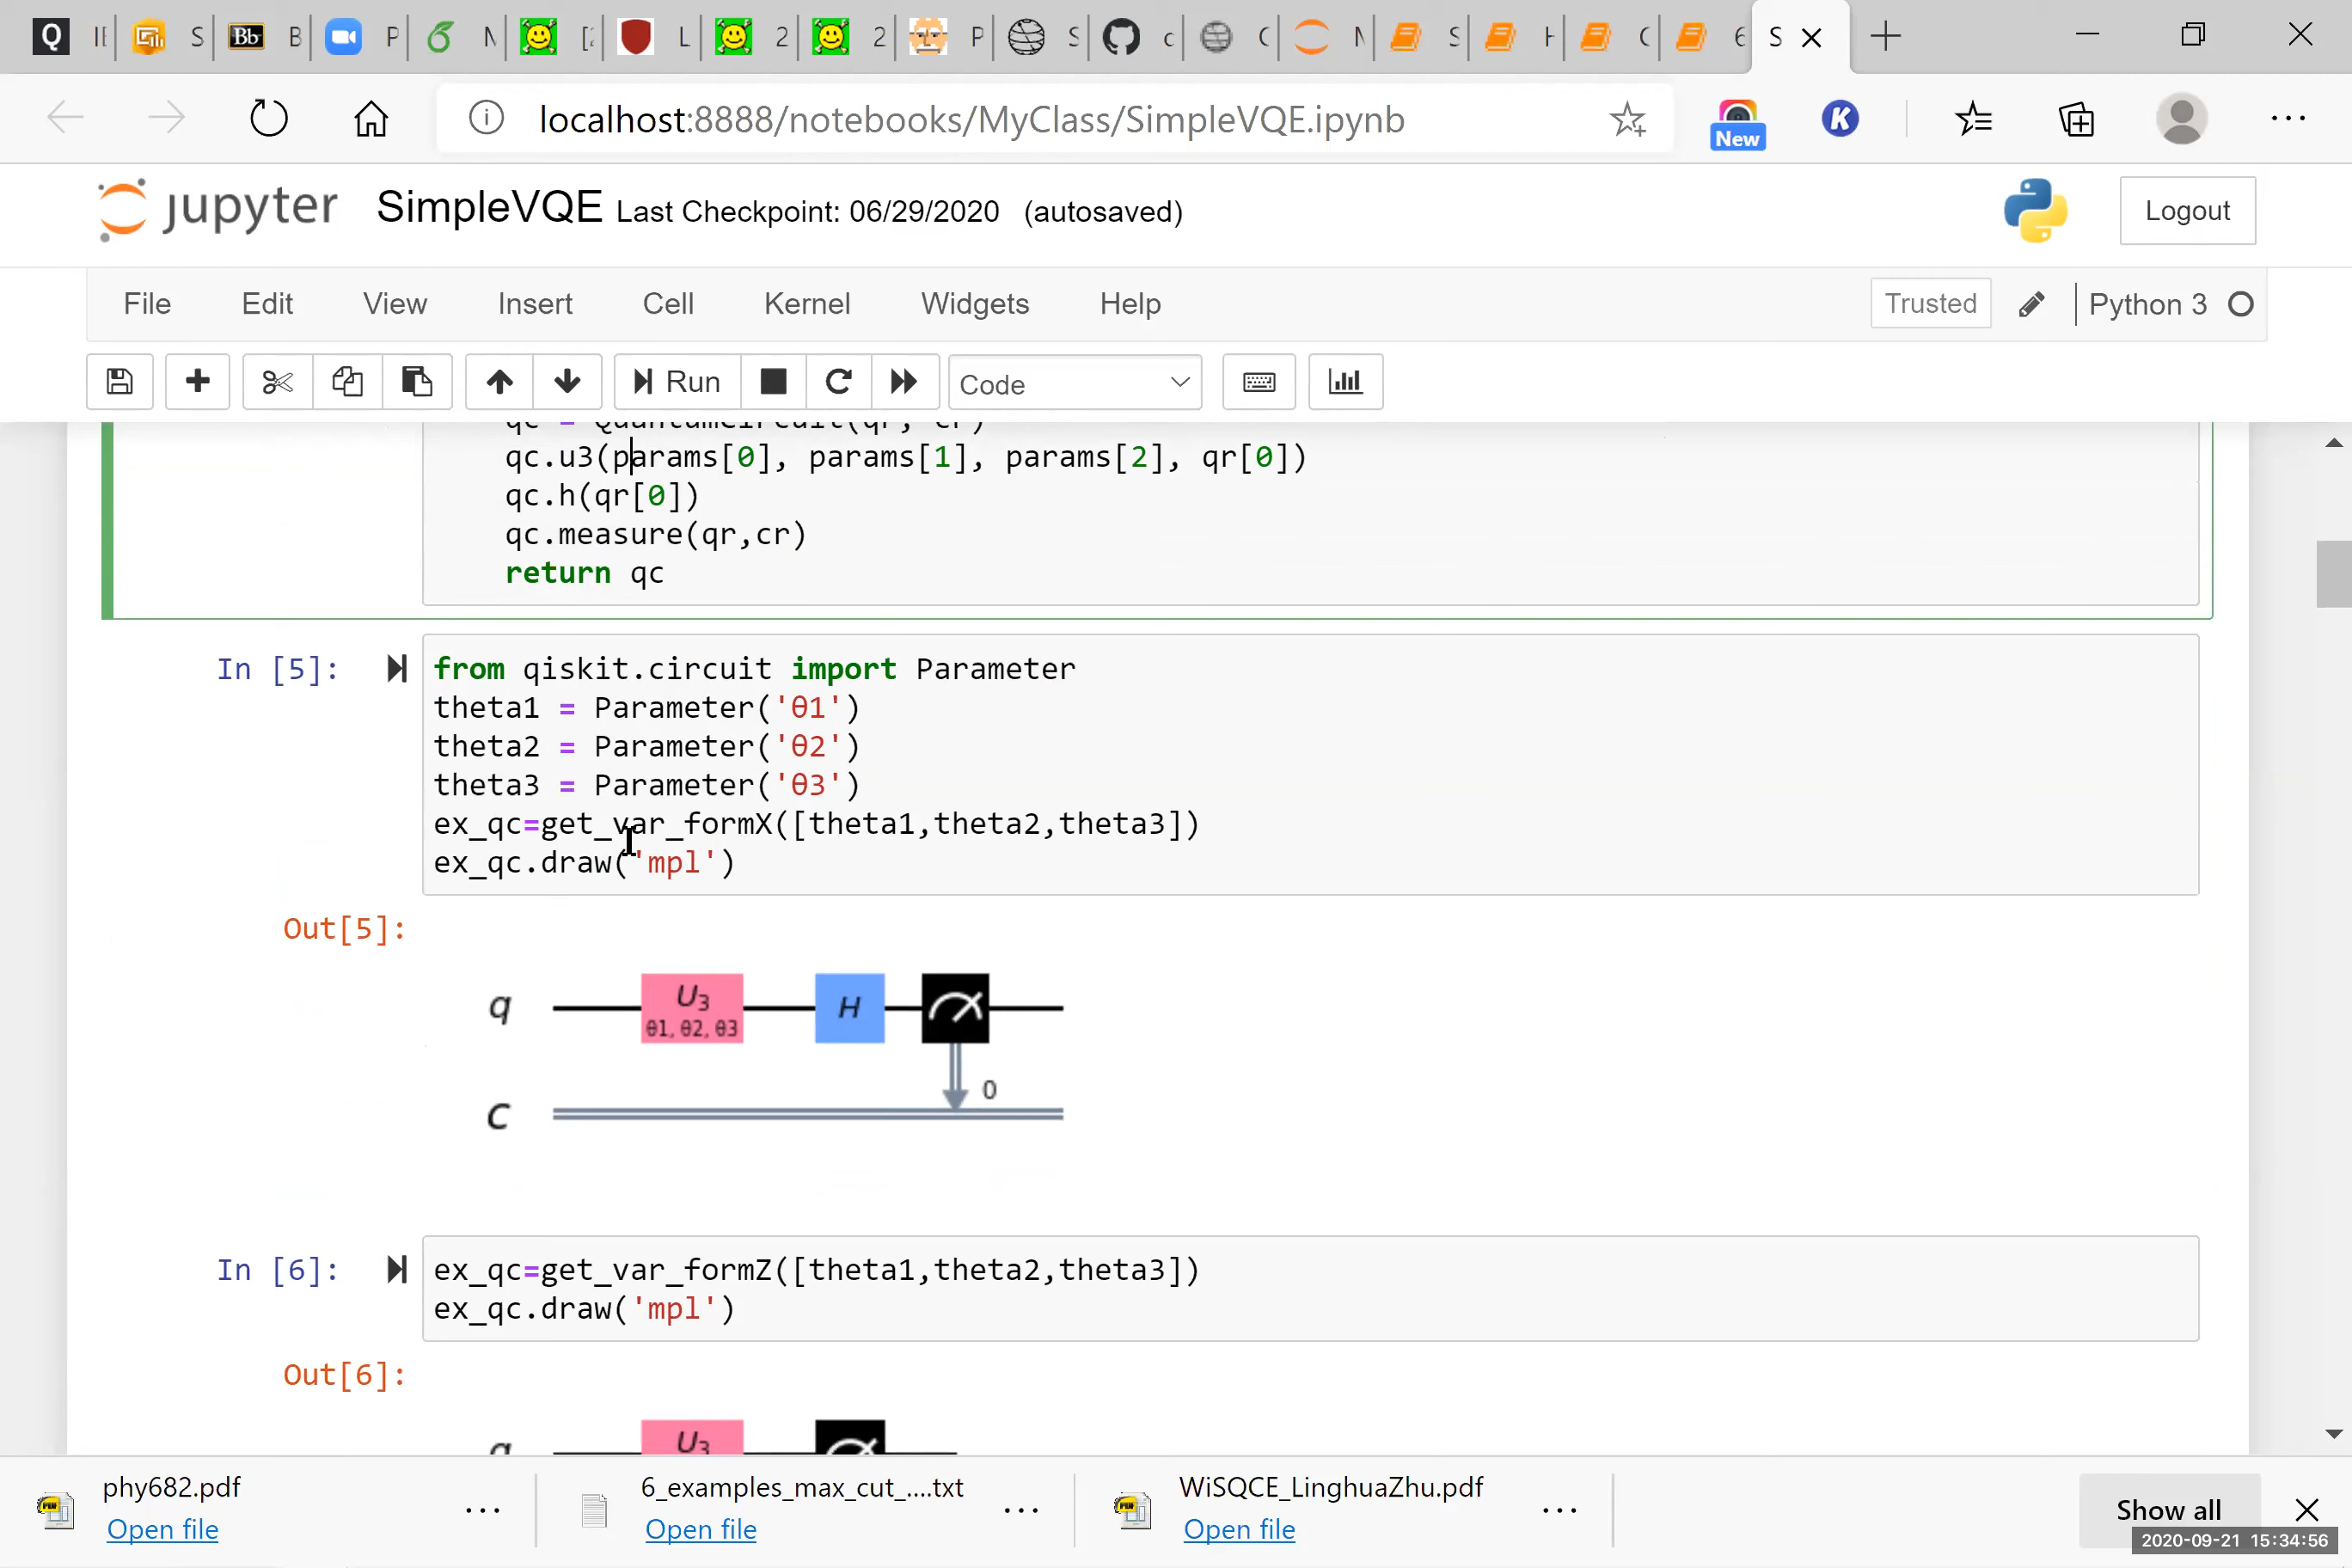 localhost:8888/notebooks/MyClass/SimpleVQE.ipynb
New
jupyter SimpleVQE Last Checkpoint: 06/29/2020 (autosaved)
Logout
File Edit View Insert Cell Kernel Widgets Help Trusted Python 3
Run Code
qc = QuantumCircuit(qr, cr)
qc.u3(params[0], params[1], params[2], qr[0])
qc.h(qr[0])
qc.measure(qr,cr)
return qc
In [5]: from qiskit.circuit import Parameter
theta1 = Parameter('θ1')
theta2 = Parameter('θ2')
theta3 = Parameter('θ3')
ex_qc=get_var_formX([theta1,theta2,theta3])
ex_qc.draw('mpl')
Out[5]:
q U3 H
θ1, θ2, θ3
0
c
In [6]: ex_qc=get_var_formZ([theta1,theta2,theta3])
ex_qc.draw('mpl')
Out[6]:
q U3
phy682.pdf 6_examples_max_cut_....txt WiSQCE_LinghuaZhu.pdf
Open file Open file Open file
Show all
2020-09-21 15:34:56